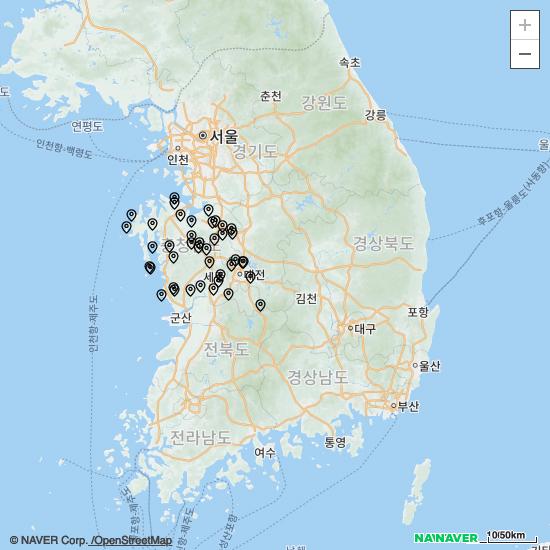 +
−
속초
춘천
강원도
강릉
도
연평도
서울
울
인천
경기도
인천항-백령도
후포항-울릉도(사동항)
경상북도
대전
김천
포항
인천항-제주도
군산
대구
전북도
울산
경상남도
부산
전라남도
통영
여수
© NAVER Corp. /OpenStreetMap
NAVER
10/50km